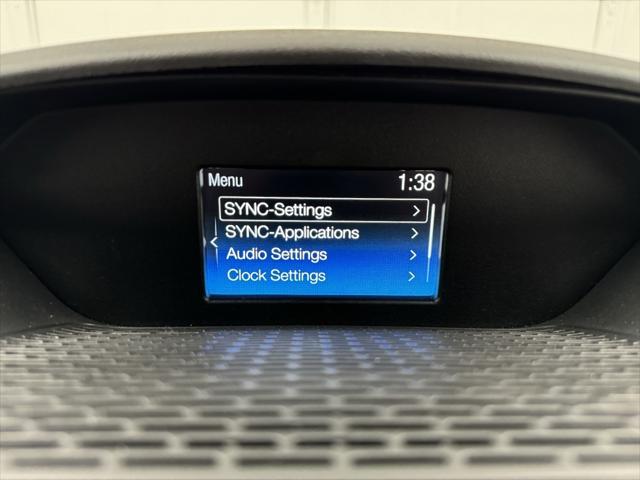 Menu 1:38
SYNC-Settings >
SYNC-Applications >
< Audio Settings >
Clock Settings >